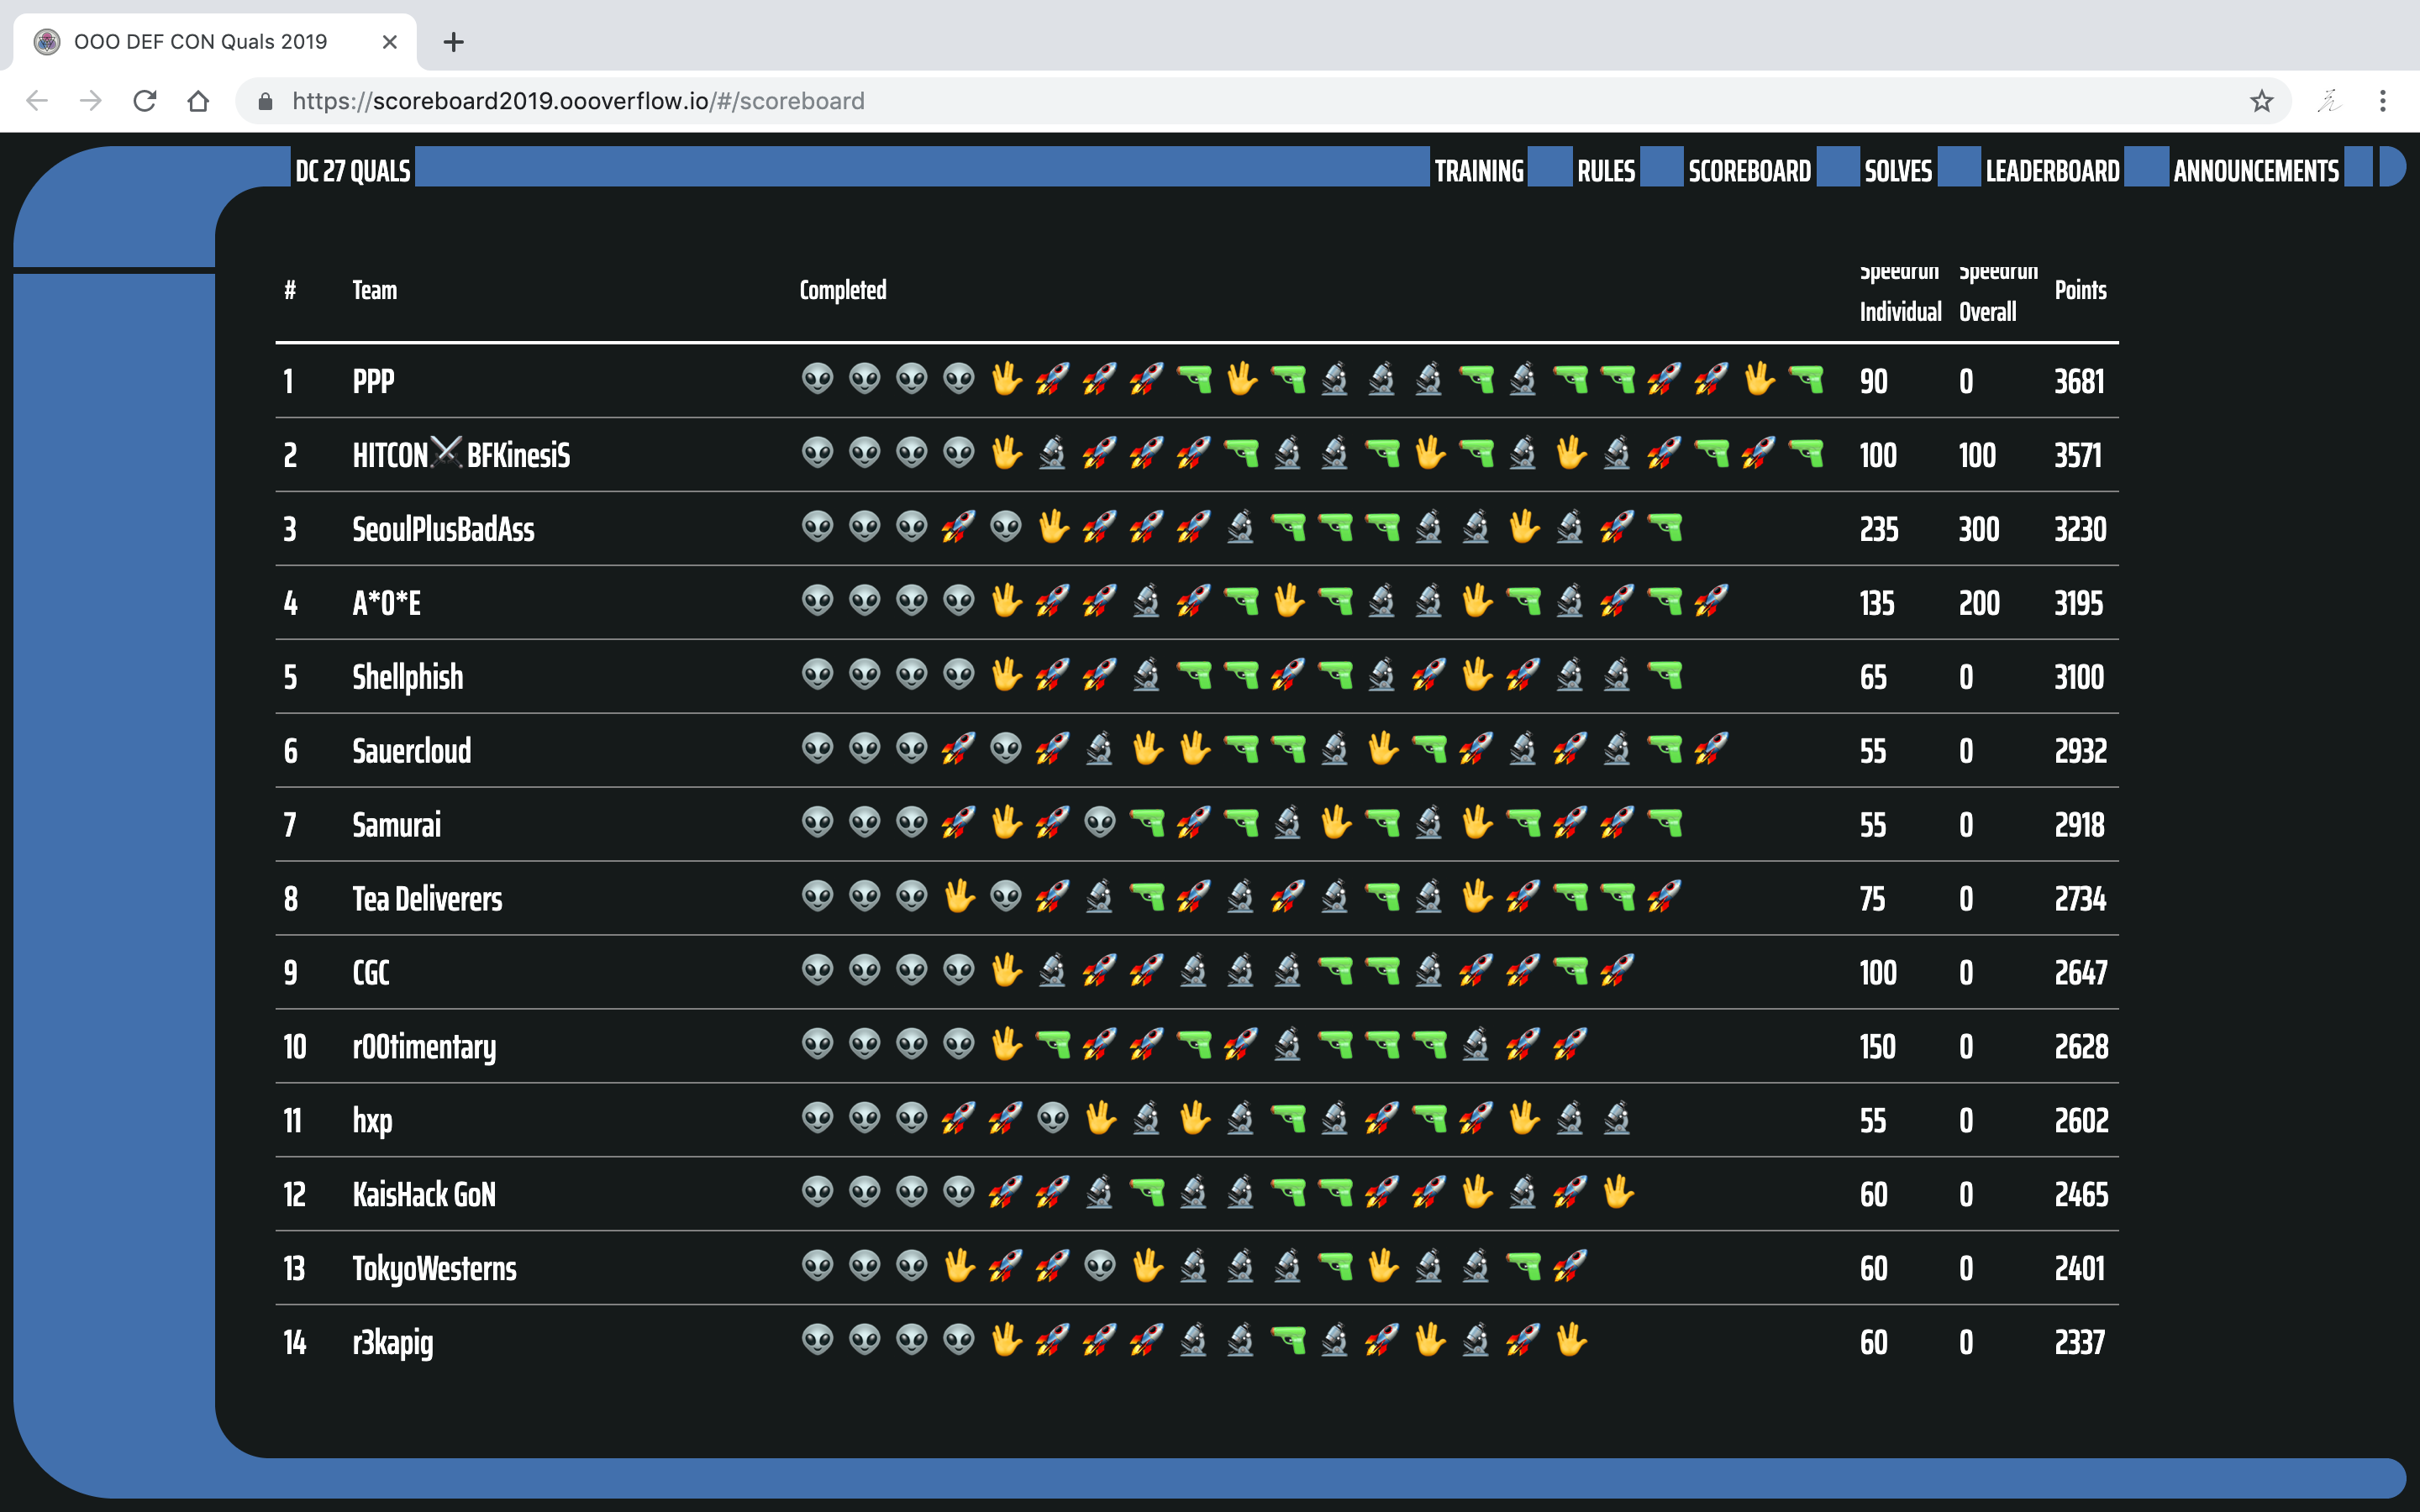 OOO DEF CON Quals 2019
https://scoreboard2019.oooverflow.io/#/scoreboard
DC 27 QUALS TRAINING RULES SCOREBOARD SOLVES LEADERBOARD ANNOUNCEMENTS
# Team Completed Speedrun Individual Speedrun Overall Points
1 PPP 90 0 3681
2 HITCON⚔️BFKinesiS 100 100 3571
3 SeoulPlusBadAss 235 300 3230
4 A*0*E 135 200 3195
5 Shellphish 65 0 3100
6 Sauercloud 55 0 2932
7 Samurai 55 0 2918
8 Tea Deliverers 75 0 2734
9 CGC 100 0 2647
10 r00timentary 150 0 2628
11 hxp 55 0 2602
12 KaisHack GoN 60 0 2465
13 TokyoWesterns 60 0 2401
14 r3kapig 60 0 2337